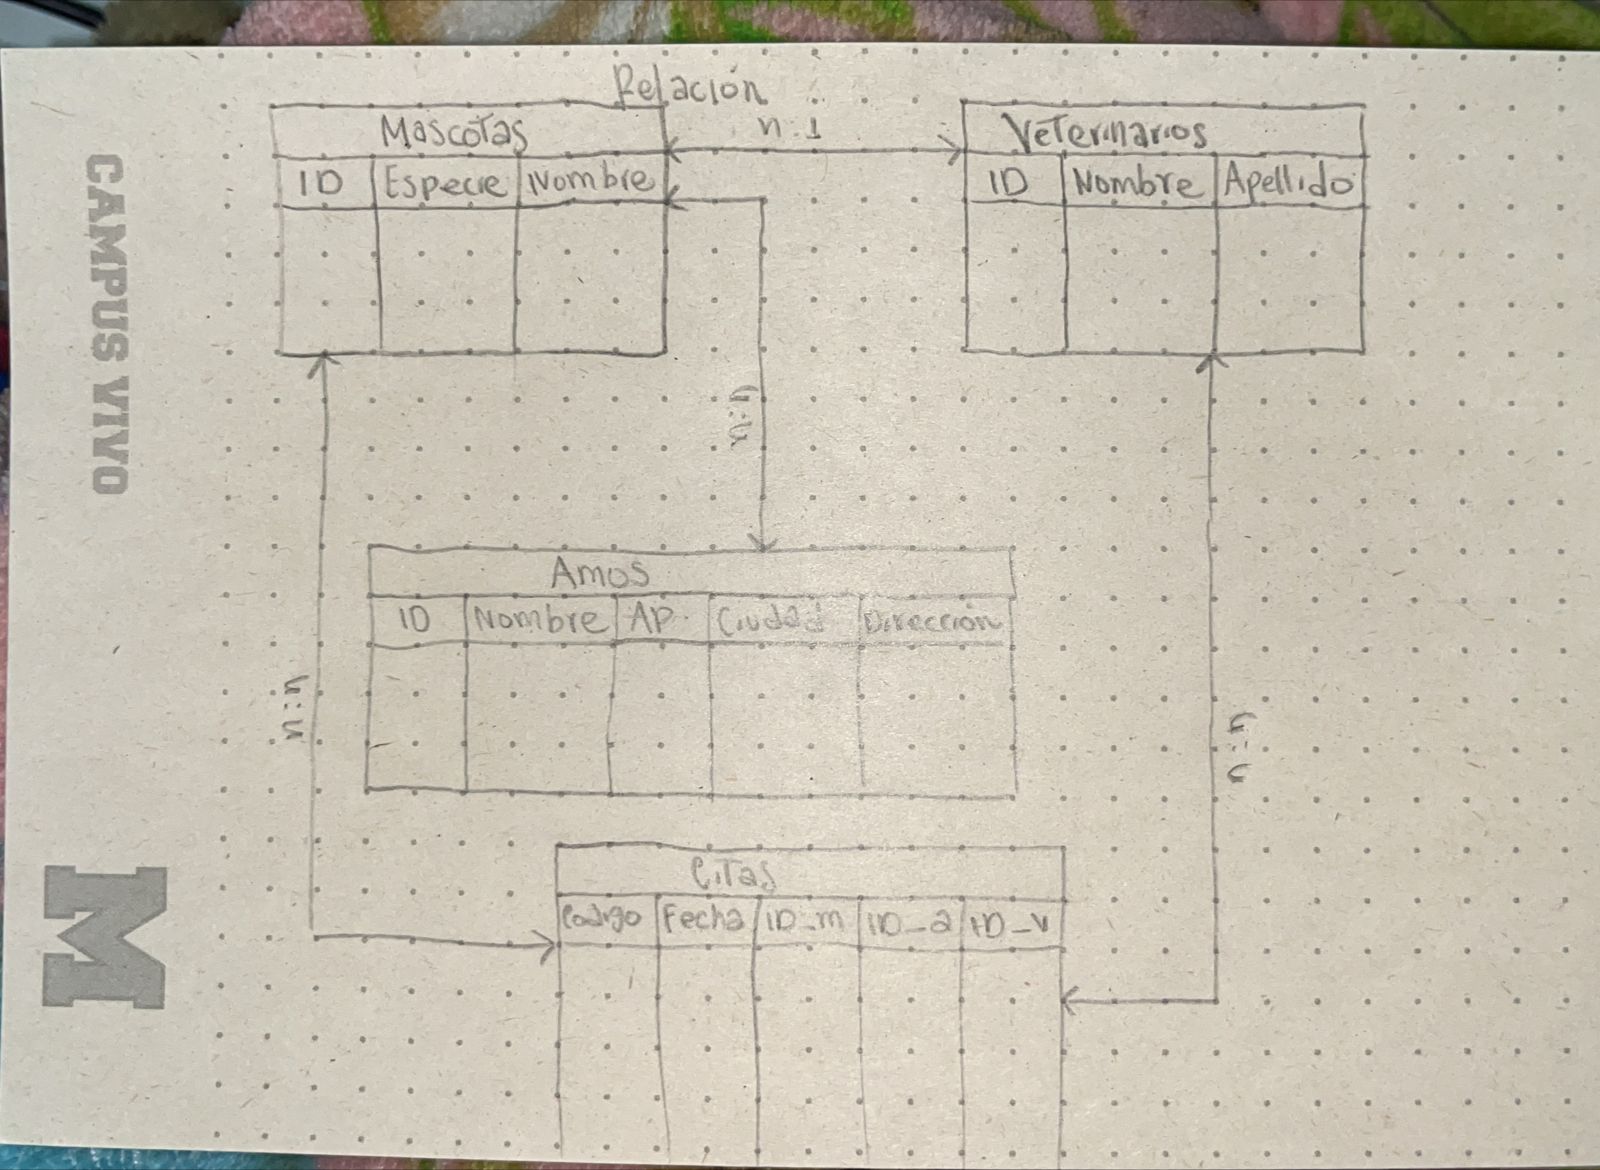 Relación
Mascotas
n:1
Veterinarios
ID Especie Nombre
ID Nombre Apellido
CAMPUS VIVO
Amos
ID Nombre AP. Ciudad Dirección
n:n
n:n
Citas
Codigo Fecha ID_m ID_a ID_v
M